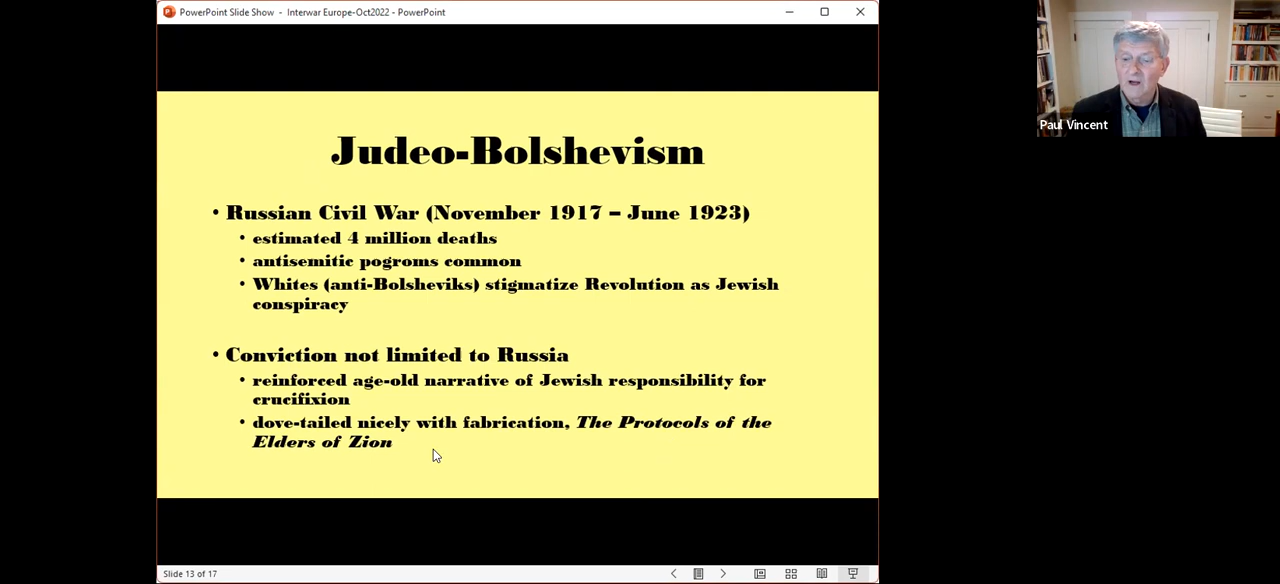 PowerPoint Slide Show - Interwar Europe-Oct2022 - PowerPoint
Paul Vincent
Judeo-Bolshevism
• Russian Civil War (November 1917 – June 1923)
• estimated 4 million deaths
• antisemitic pogroms common
• Whites (anti-Bolsheviks) stigmatize Revolution as Jewish
conspiracy
• Conviction not limited to Russia
• reinforced age-old narrative of Jewish responsibility for
crucifixion
• dove-tailed nicely with fabrication, The Protocols of the
Elders of Zion
Slide 13 of 17